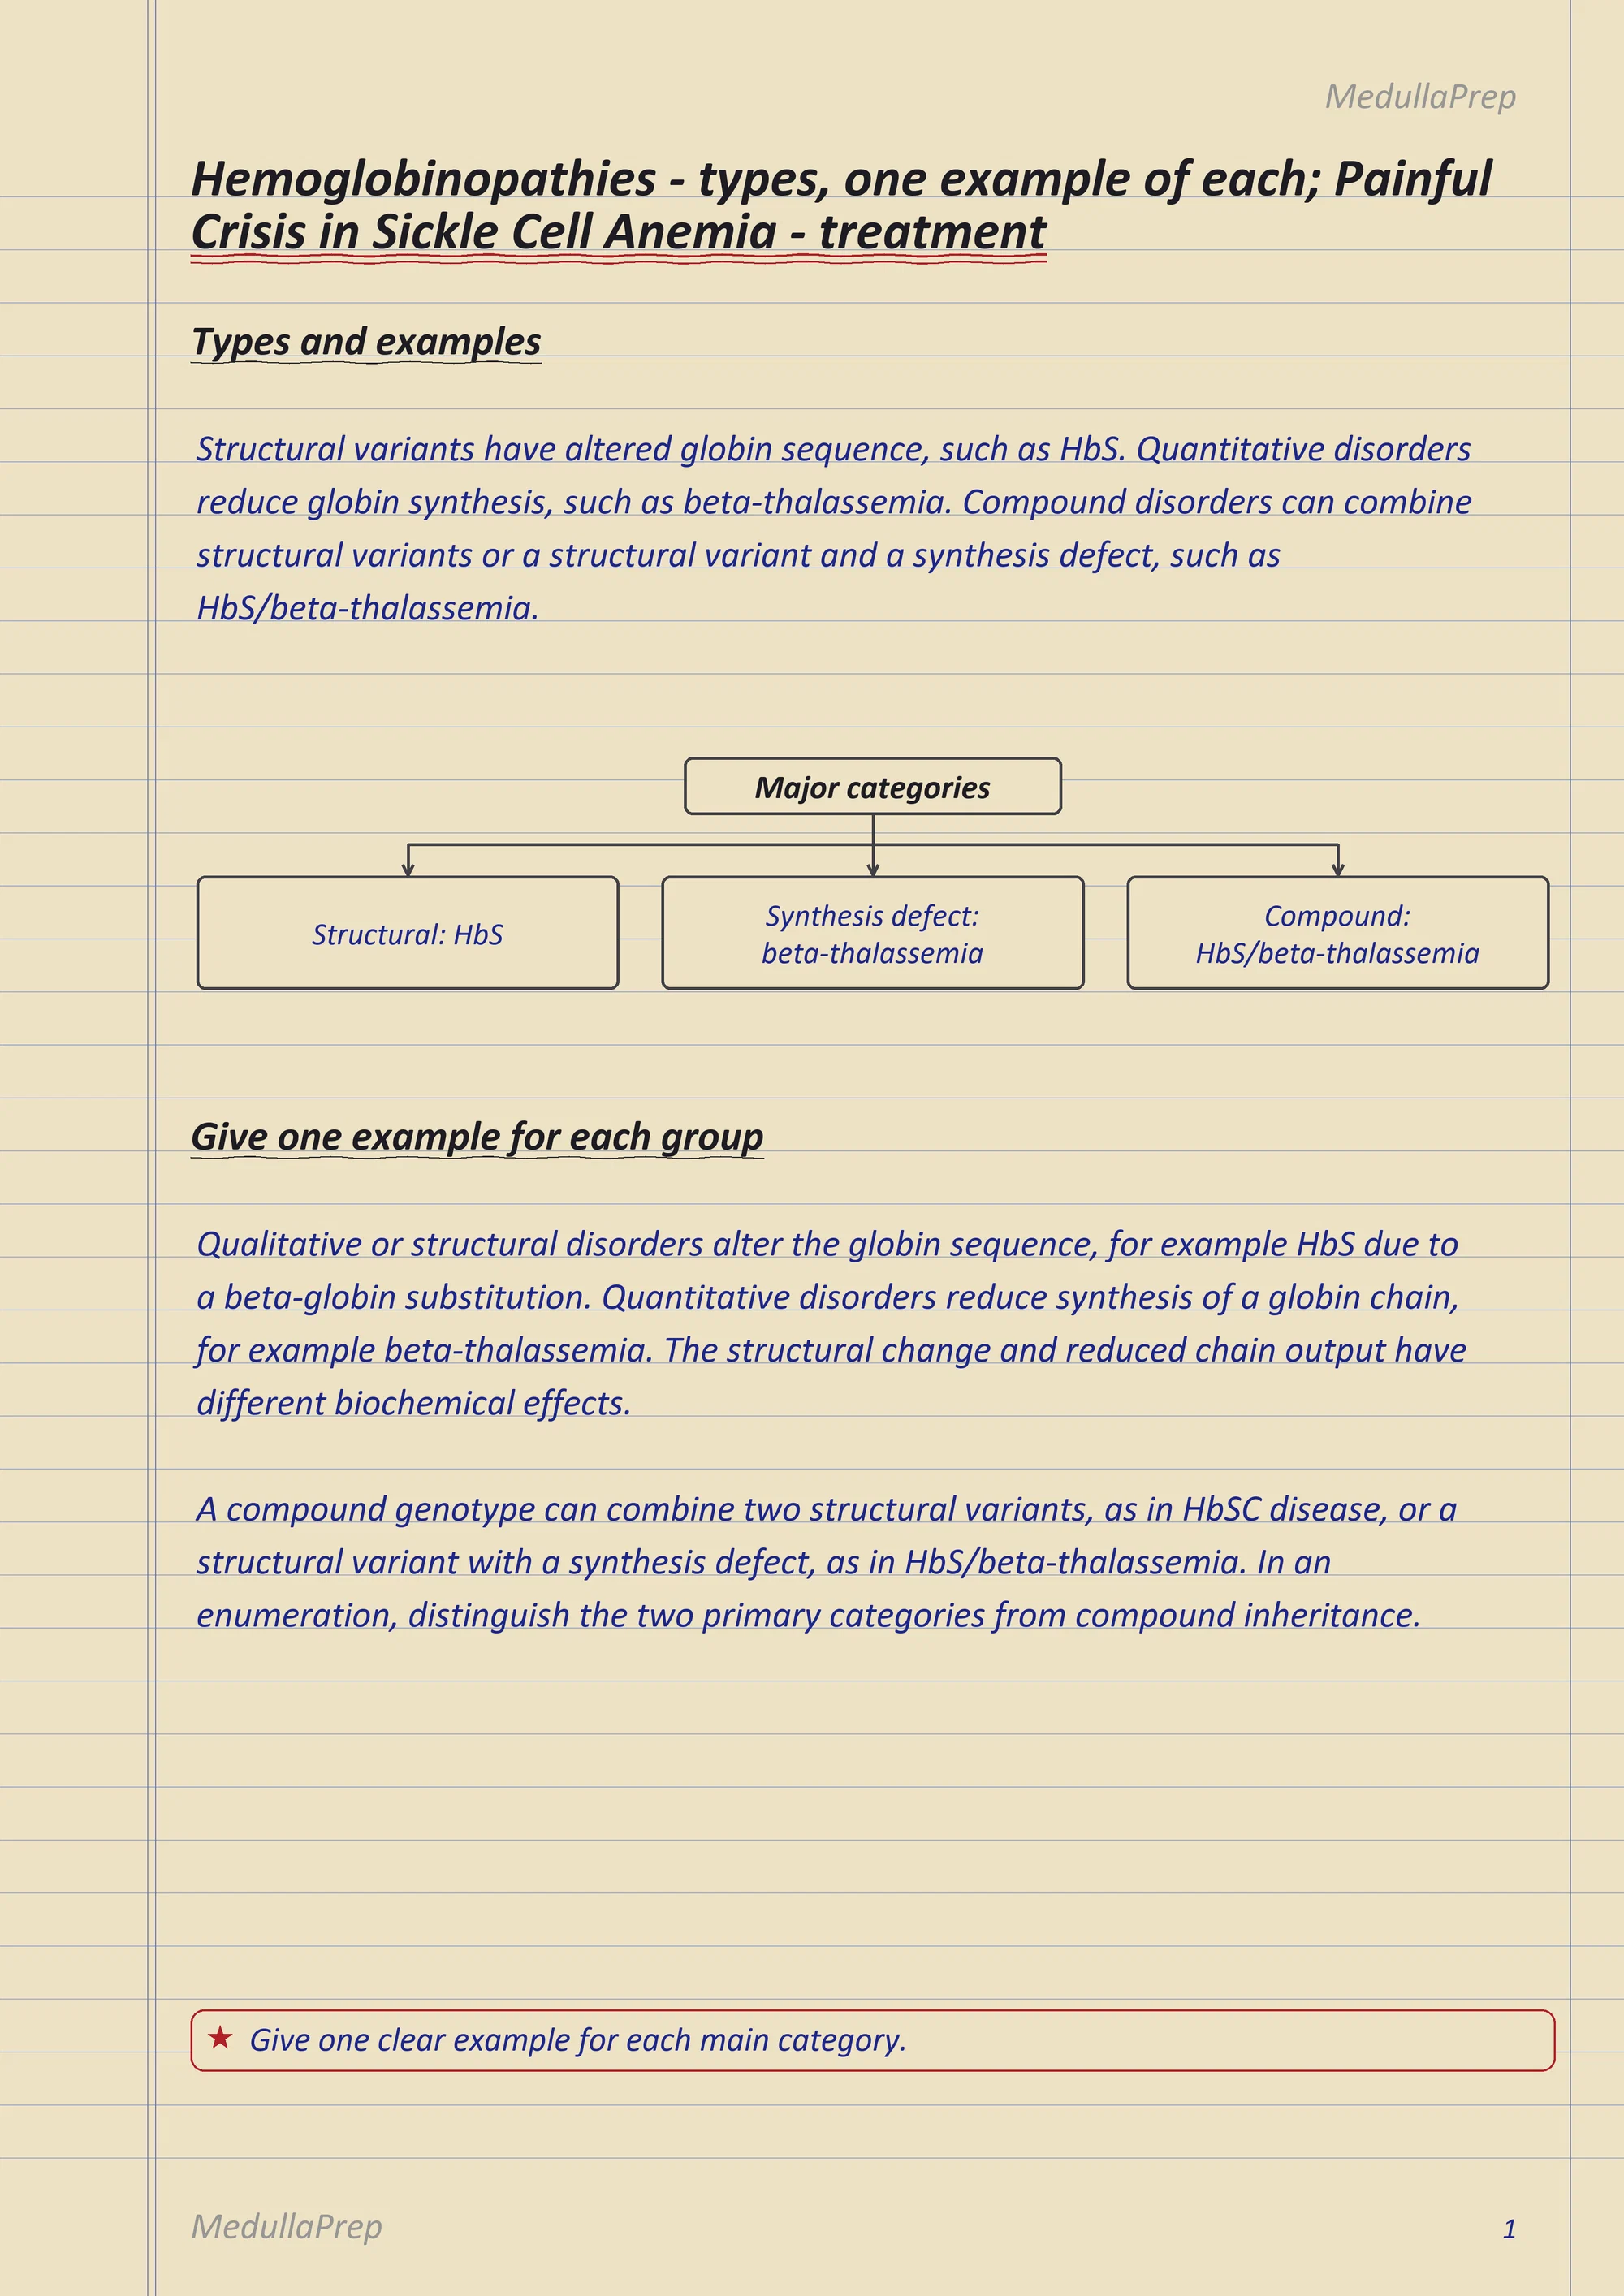 MedullaPrep
Hemoglobinopathies - types, one example of each; Painful
Crisis in Sickle Cell Anemia - treatment
Types and examples
Structural variants have altered globin sequence, such as HbS. Quantitative disorders
reduce globin synthesis, such as beta-thalassemia. Compound disorders can combine
structural variants or a structural variant and a synthesis defect, such as
HbS/beta-thalassemia.
Major categories
Structural: HbS
Synthesis defect:
beta-thalassemia
Compound:
HbS/beta-thalassemia
Give one example for each group
Qualitative or structural disorders alter the globin sequence, for example HbS due to
a beta-globin substitution. Quantitative disorders reduce synthesis of a globin chain,
for example beta-thalassemia. The structural change and reduced chain output have
different biochemical effects.
A compound genotype can combine two structural variants, as in HbSC disease, or a
structural variant with a synthesis defect, as in HbS/beta-thalassemia. In an
enumeration, distinguish the two primary categories from compound inheritance.
★ Give one clear example for each main category.
MedullaPrep
1